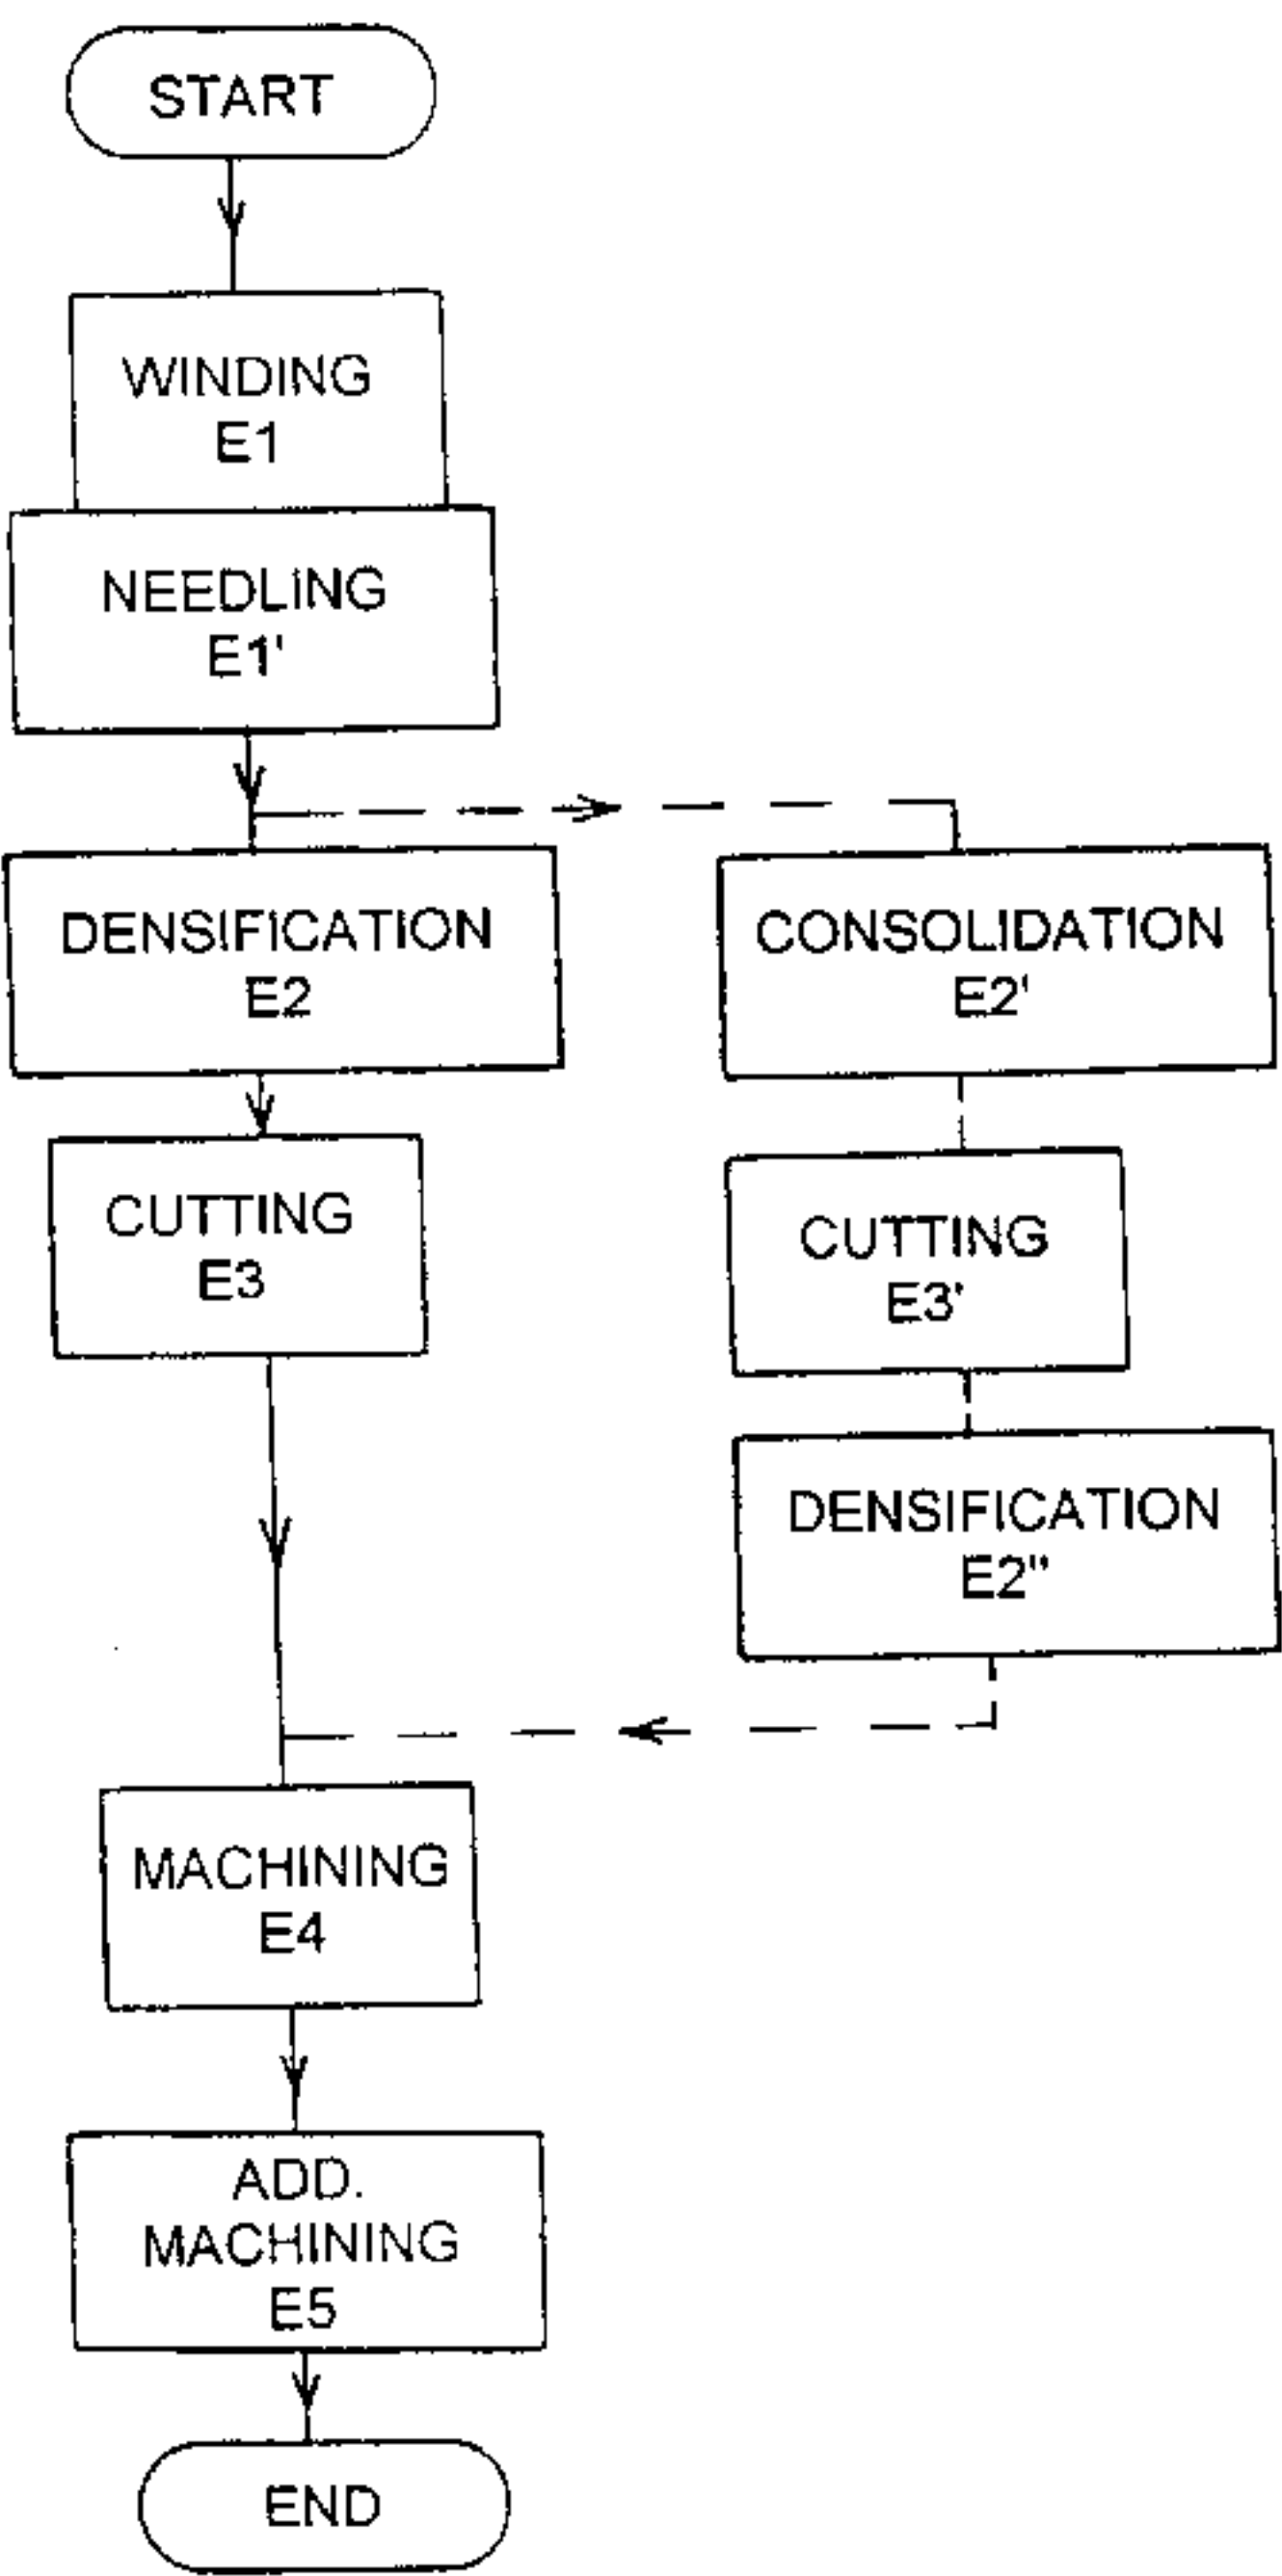 START
WINDING
E1
NEEDLING
E1'
DENSIFICATION
E2
CONSOLIDATION
E2'
CUTTING
E3
CUTTING
E3'
DENSIFICATION
E2"
MACHINING
E4
ADD.
MACHINING
E5
END